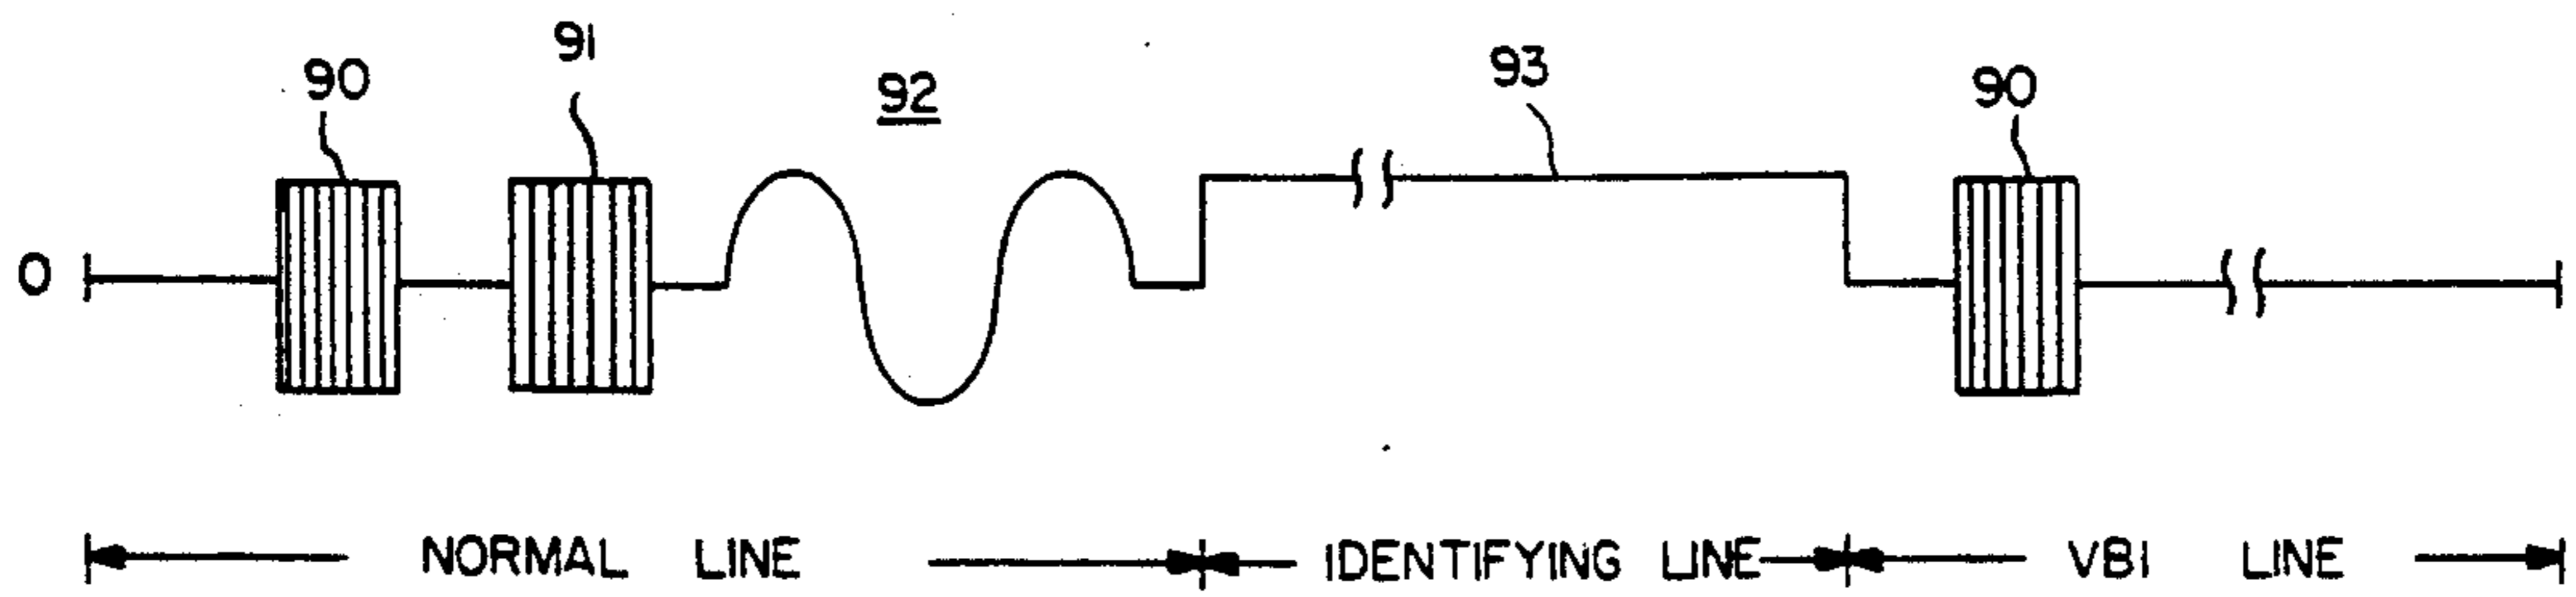 90 91 92 93 90
0
NORMAL LINE IDENTIFYING LINE VBI LINE